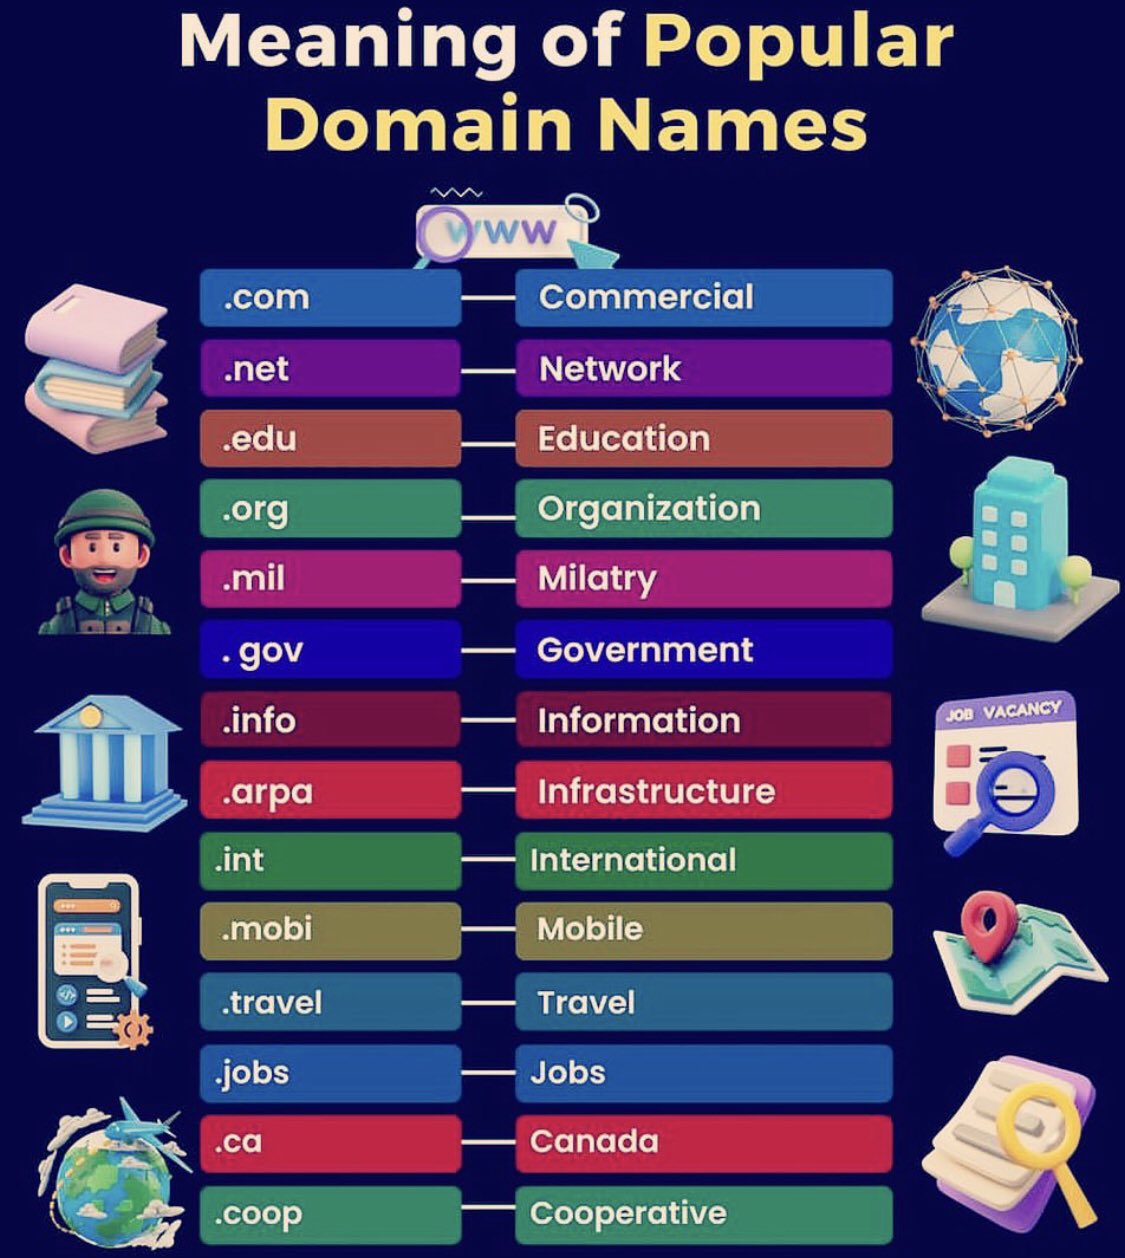 Meaning of Popular
Domain Names
www
.com Commercial
.net Network
.edu Education
.org Organization
.mil Milatry
. gov Government
.info Information
JOB VACANCY
.arpa Infrastructure
.int International
.mobi Mobile
.travel Travel
.jobs Jobs
.ca Canada
.coop Cooperative